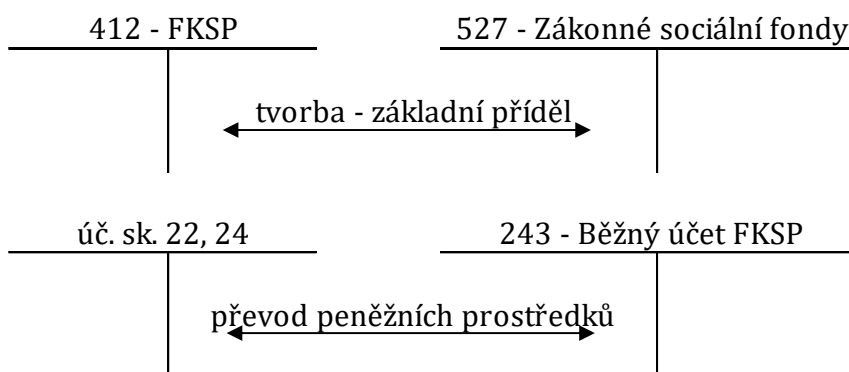 412 - FKSP
527 - Zákonné sociální fondy
tvorba - základní příděl
úč. sk. 22, 24
243 - Běžný účet FKSP
převod peněžních prostředků